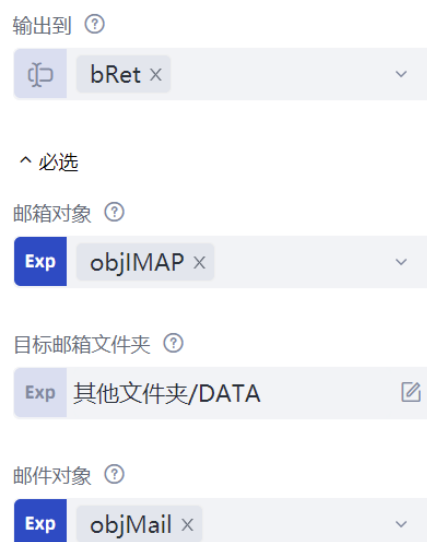 输出到
bRet ×
必选
邮箱对象
Exp objIMAP ×
目标邮箱文件夹
Exp 其他文件夹/DATA
邮件对象
Exp objMail ×